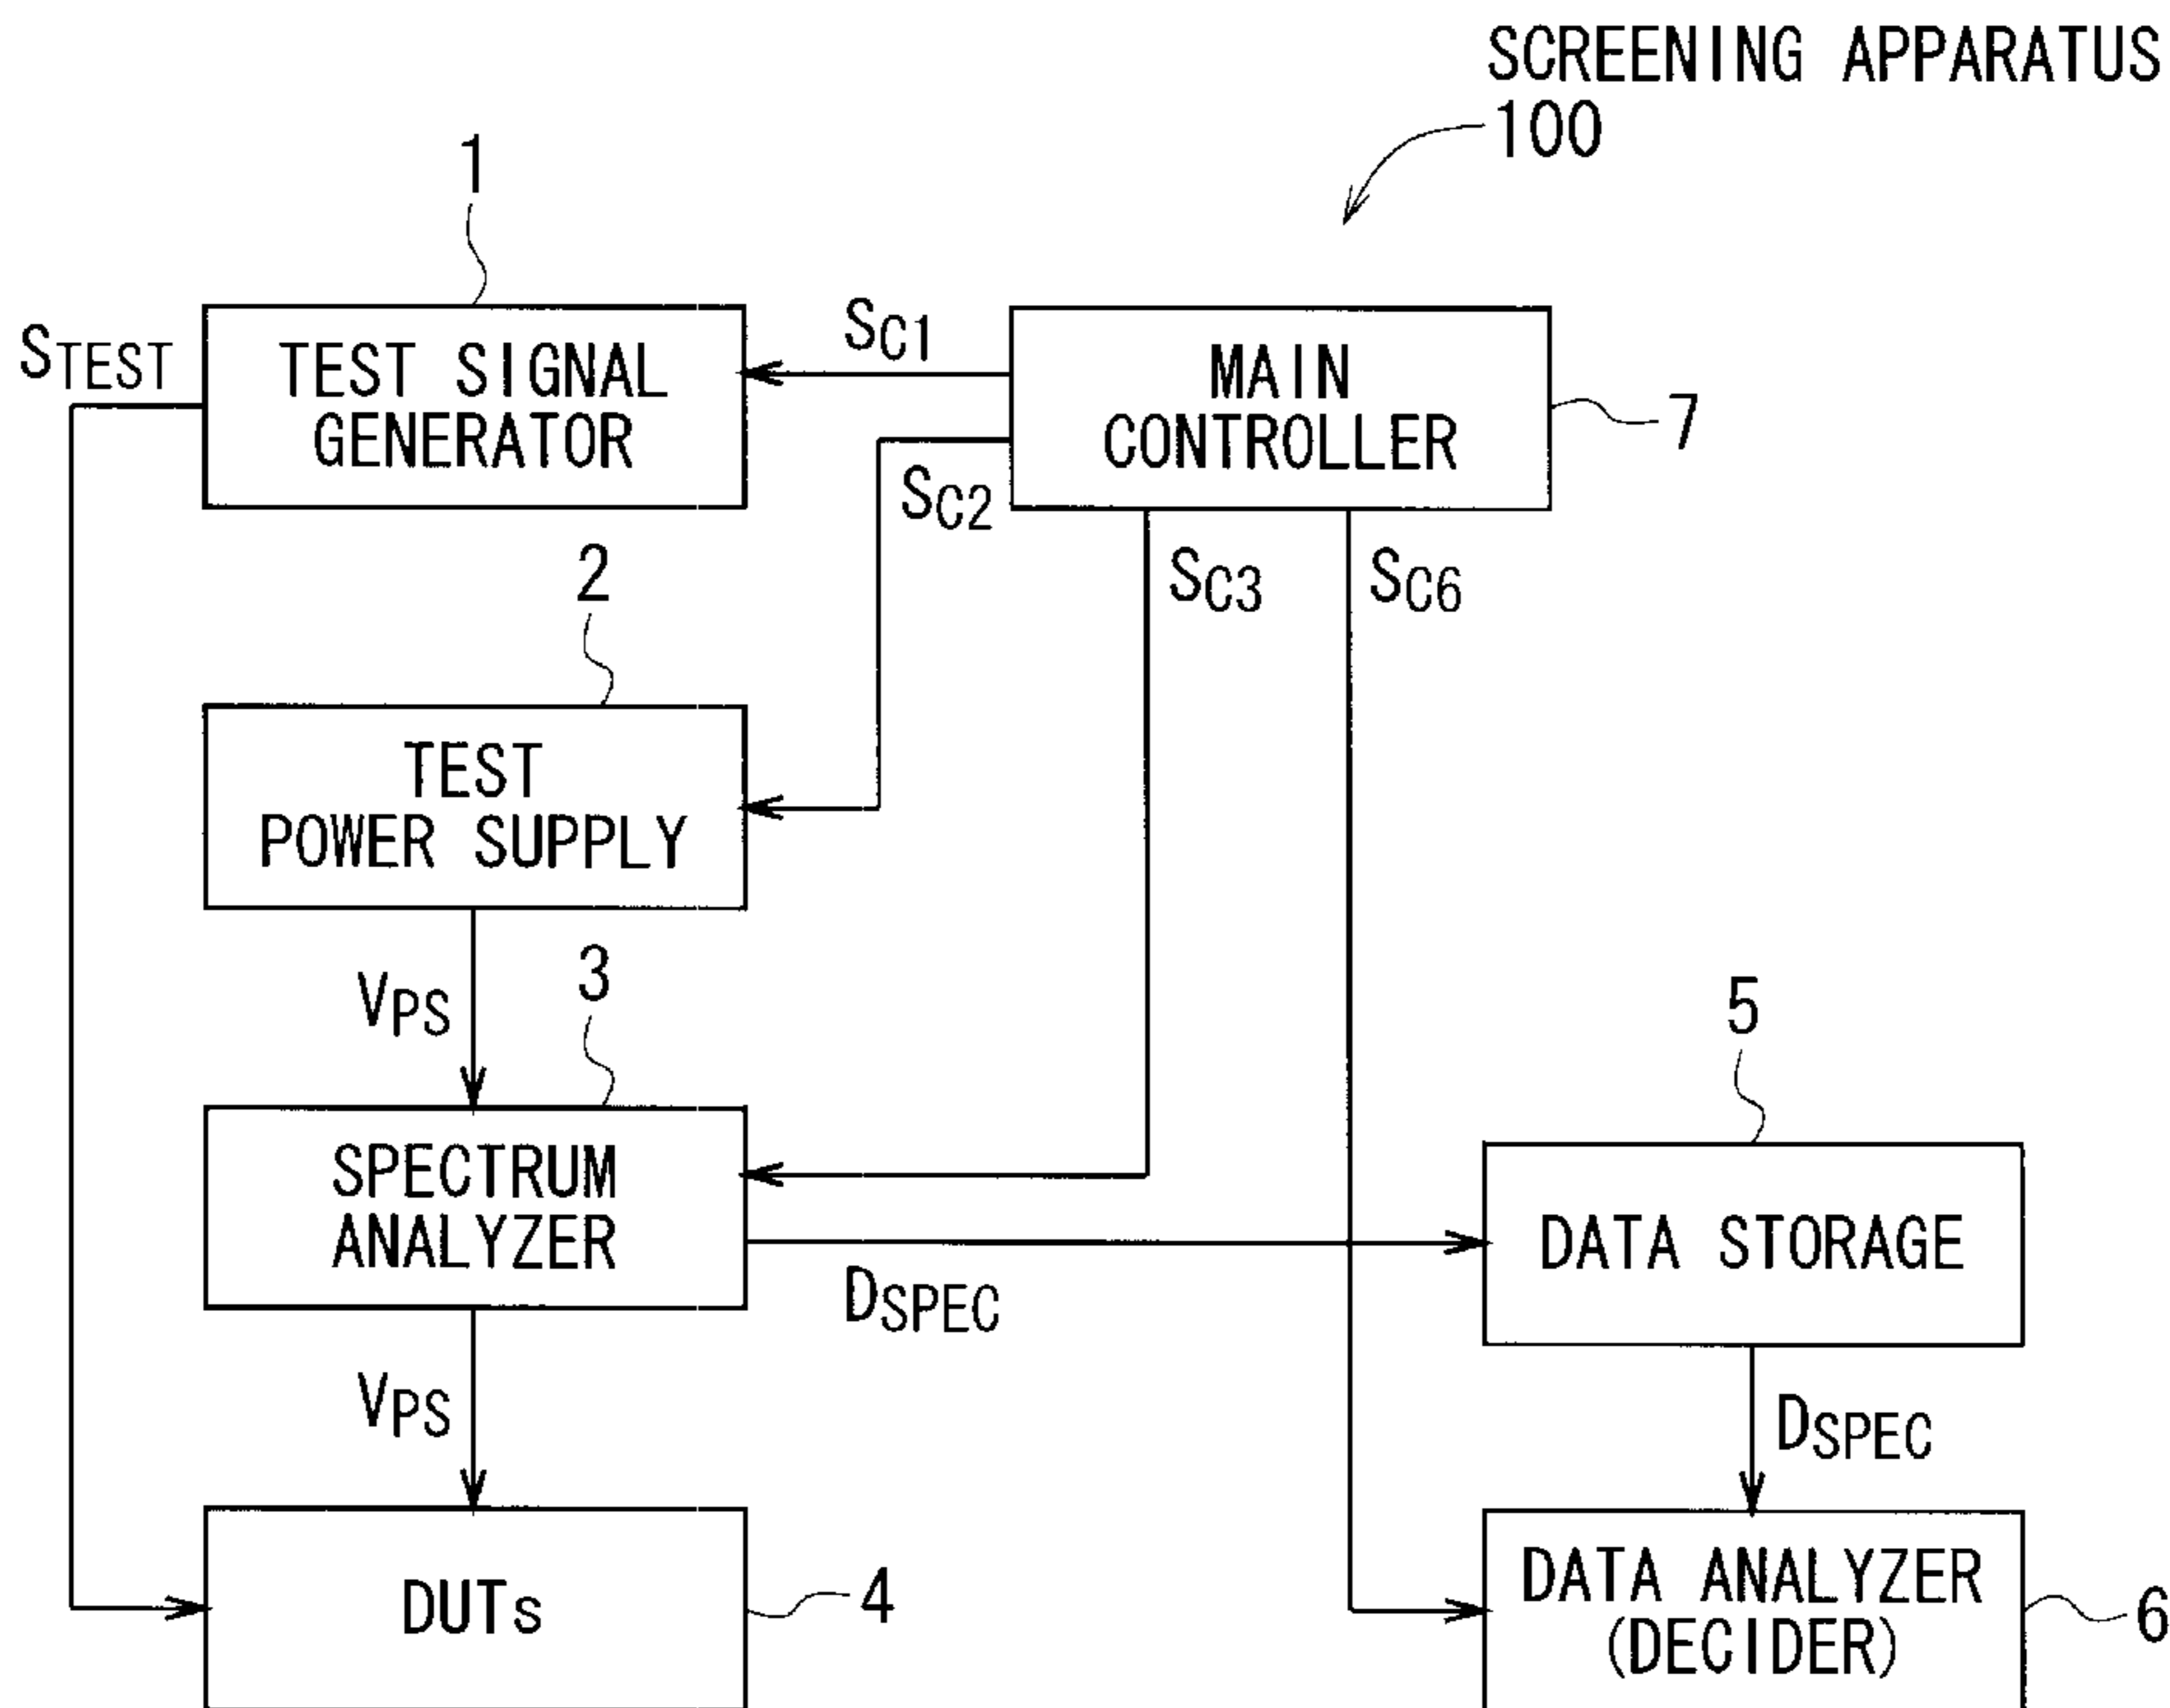 SCREENING APPARATUS
100
1
STEST
TEST SIGNAL
GENERATOR
SC1
MAIN
CONTROLLER
7
SC2
SC3
SC6
2
TEST
POWER SUPPLY
VPS
3
SPECTRUM
ANALYZER
DSPEC
5
DATA STORAGE
VPS
DSPEC
DUTs
4
DATA ANALYZER
(DECIDER)
6